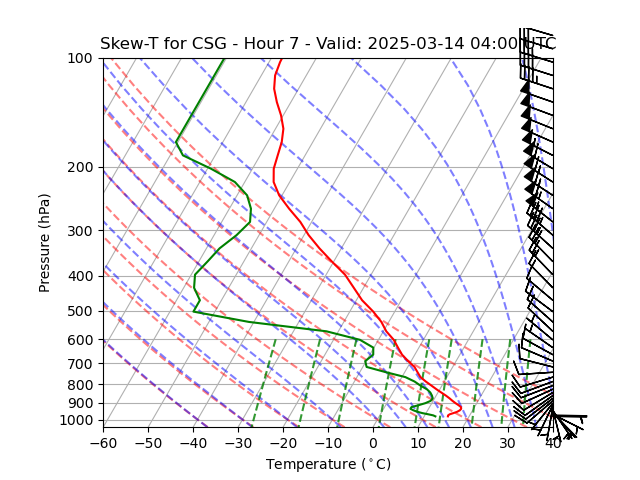 Skew-T for CSG - Hour 7 - Valid: 2025-03-14 04:00 UTC
100
200
300
400
500
600
700
800
900
1000
Pressure (hPa)
−60 −50 −40 −30 −20 −10 0 10 20 30 40
Temperature (°C)